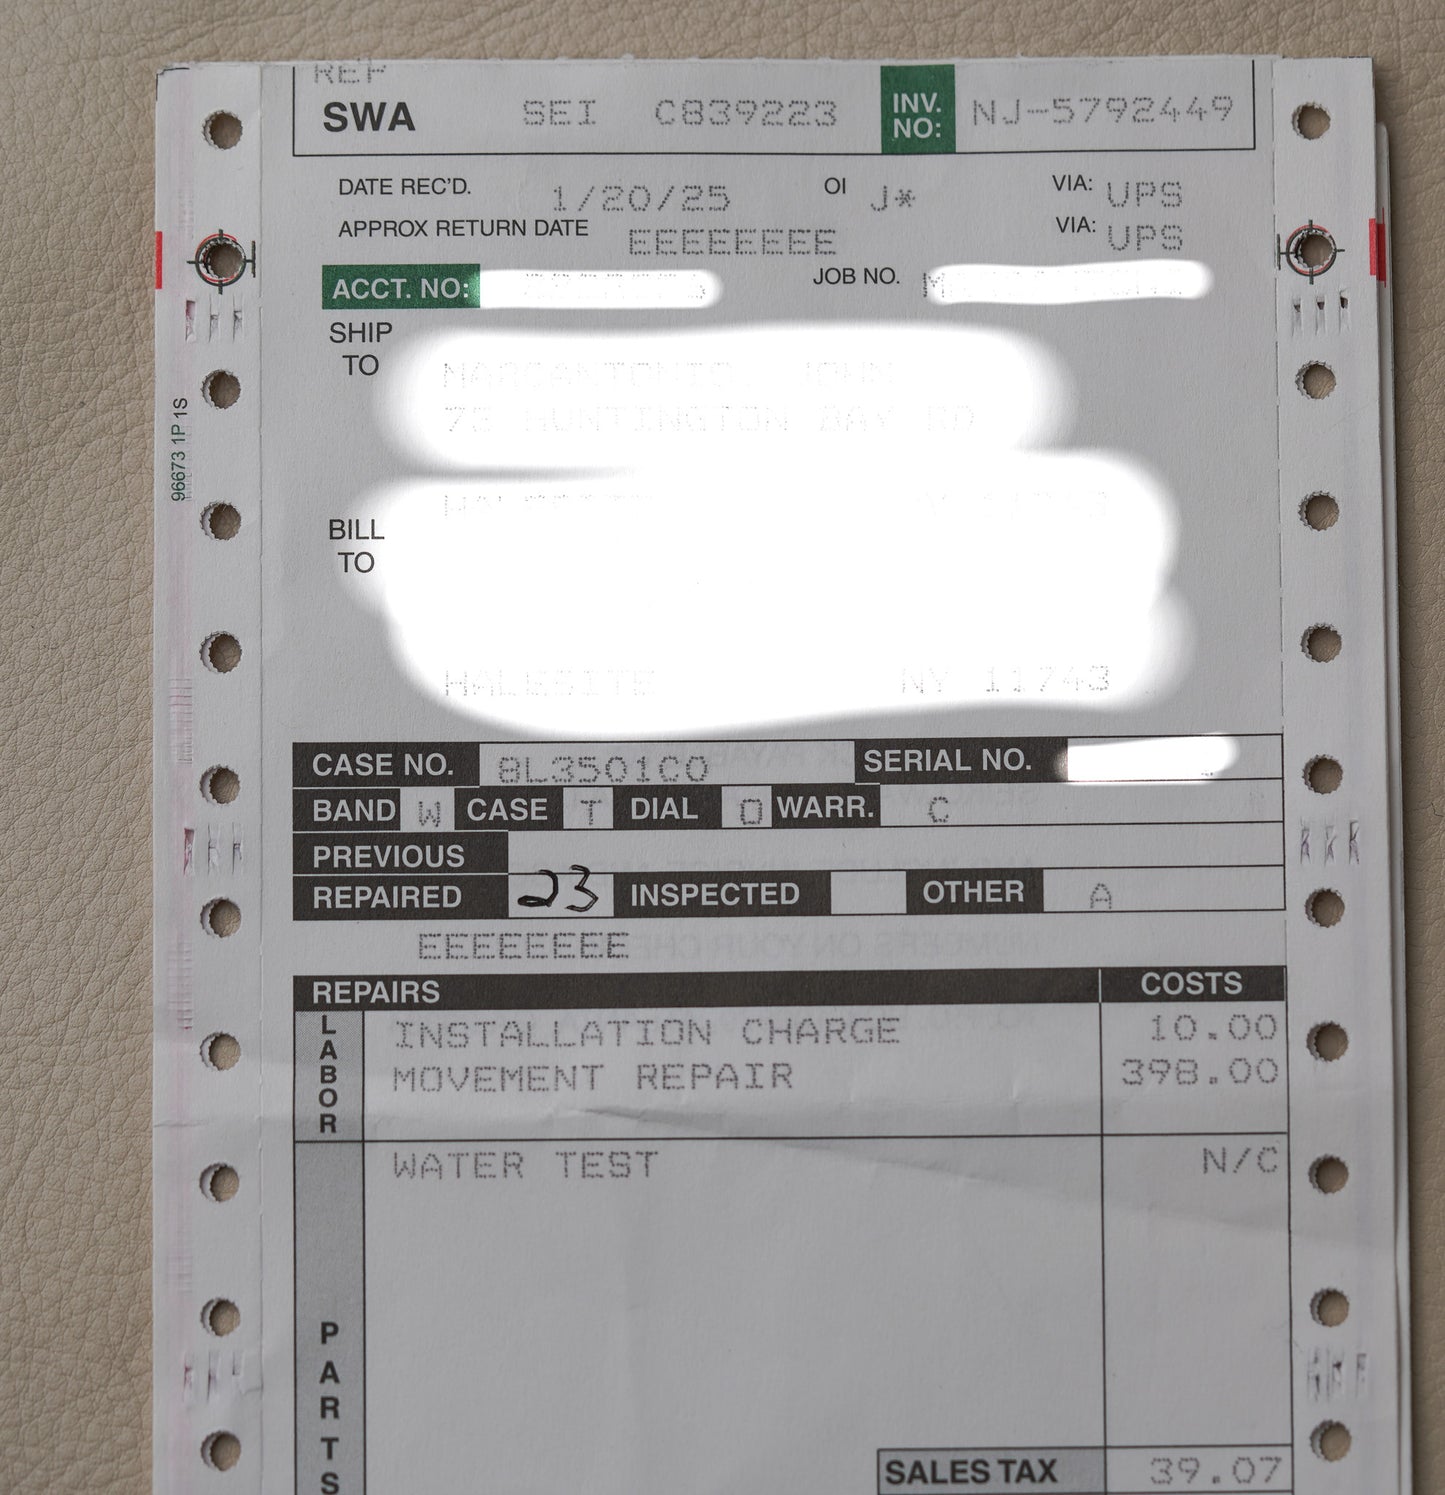 REP
SWA SEI C839223 INV. NO: NJ-5792449
DATE REC'D. 1/20/25 OI J* VIA: UPS
APPROX RETURN DATE EEEEEEEE VIA: UPS
ACCT. NO: JOB NO.
SHIP
TO
BILL
TO
96673 1P 1S
CASE NO. 8L3501C0 SERIAL NO.
BAND W CASE T DIAL O WARR. C
PREVIOUS
REPAIRED 23 INSPECTED OTHER A
EEEEEEEE
REPAIRS COSTS
LABOR
INSTALLATION CHARGE 10.00
MOVEMENT REPAIR 398.00
PARTS
WATER TEST N/C
SALES TAX 39.07